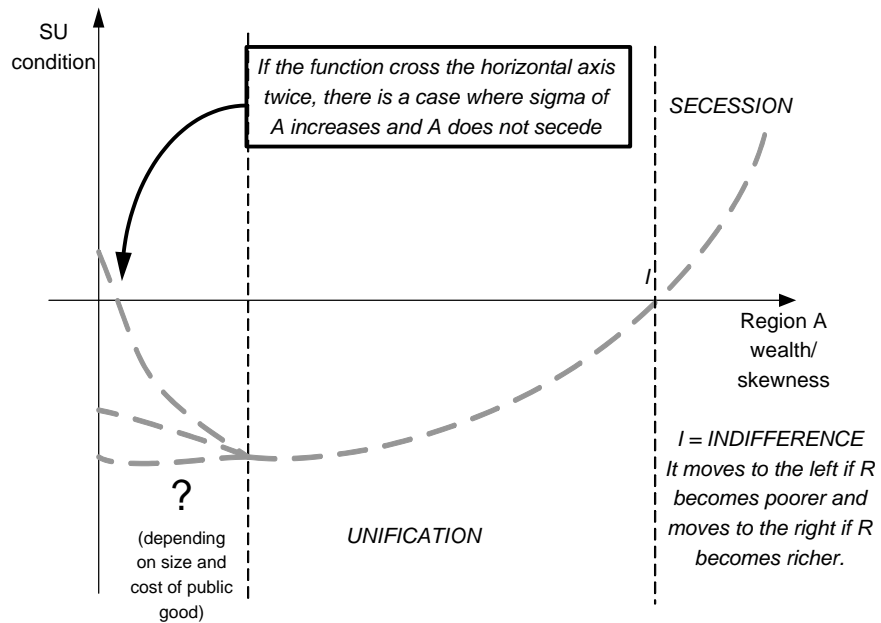 SU
condition
If the function cross the horizontal axis
twice, there is a case where sigma of
A increases and A does not secede
SECESSION
I
Region A
wealth/
skewness
I = INDIFFERENCE
It moves to the left if R
becomes poorer and
moves to the right if R
becomes richer.
?
(depending
on size and
cost of public
good)
UNIFICATION